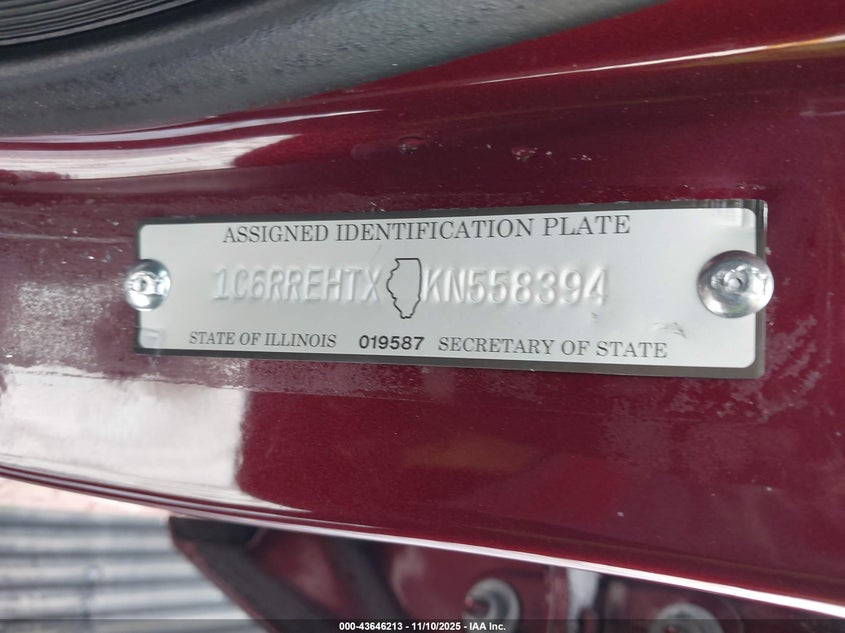 ASSIGNED IDENTIFICATION PLATE
1C6RREHTX KN558394
STATE OF ILLINOIS 019587 SECRETARY OF STATE
000-43646213 - 11/10/2025 - IAA Inc.